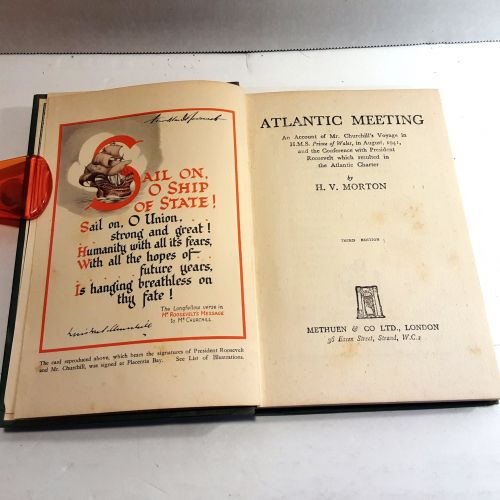 Franklin D Roosevelt
SAIL ON,
O SHIP
OF STATE!
Sail on, O Union,
strong and great!
Humanity with all its fears,
With all the hopes of
future years,
Is hanging breathless on
thy fate!
The Longfellow verse in
MR ROOSEVELT'S MESSAGE
to MR CHURCHILL
Winston S. Churchill
The card reproduced above, which bears the signatures of President Roosevelt
and Mr. Churchill, was signed at Placentia Bay. See List of Illustrations.
ATLANTIC MEETING
An Account of Mr. Churchill's Voyage in
H.M.S. Prince of Wales, in August, 1941,
and the Conference with President
Roosevelt which resulted in
the Atlantic Charter
by
H. V. MORTON
THIRD EDITION
METHUEN & CO LTD., LONDON
36 Essex Street, Strand, W.C.2